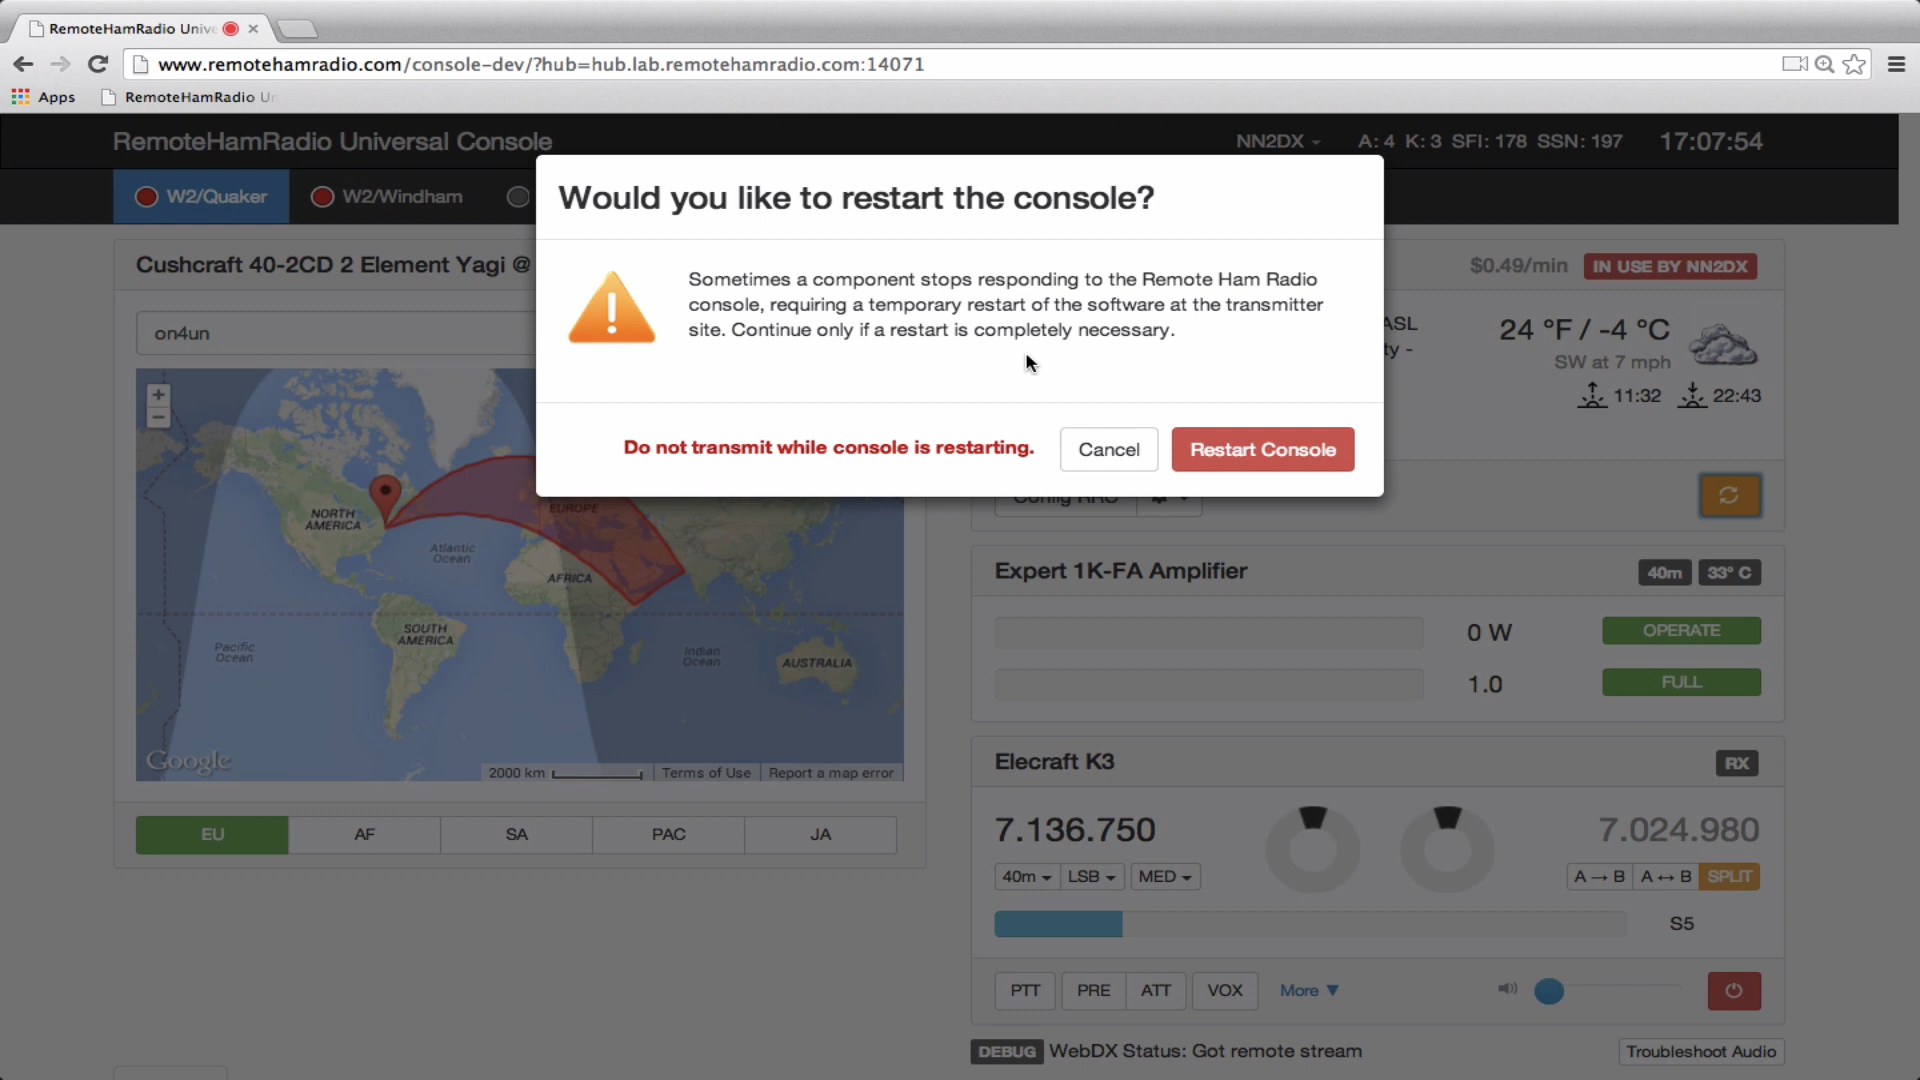 RemoteHamRadio Unive
www.remotehamradio.com/console-dev/?hub=hub.lab.remotehamradio.com:14071
Apps RemoteHamRadio Un
RemoteHamRadio Universal Console NN2DX A: 4 K: 3 SFI: 178 SSN: 197 17:07:54
W2/Quaker W2/Windham
Would you like to restart the console?
Sometimes a component stops responding to the Remote Ham Radio
console, requiring a temporary restart of the software at the transmitter
site. Continue only if a restart is completely necessary.
Do not transmit while console is restarting. Cancel Restart Console
Cushcraft 40-2CD 2 Element Yagi @
on4un
+
−
NORTH
AMERICA
Atlantic
Ocean
EUROPE
AFRICA
SOUTH
AMERICA
Pacific
Ocean
Indian
Ocean
AUSTRALIA
Google
2000 km Terms of Use Report a map error
EU AF SA PAC JA
$0.49/min IN USE BY NN2DX
ASL 24 °F / -4 °C
ty -
SW at 7 mph
11:32 22:43
Config RRC
Expert 1K-FA Amplifier 40m 33° C
0 W OPERATE
1.0 FULL
Elecraft K3 RX
7.136.750 7.024.980
40m LSB MED A → B A ↔ B SPLIT
S5
PTT PRE ATT VOX More ▼
DEBUG WebDX Status: Got remote stream Troubleshoot Audio